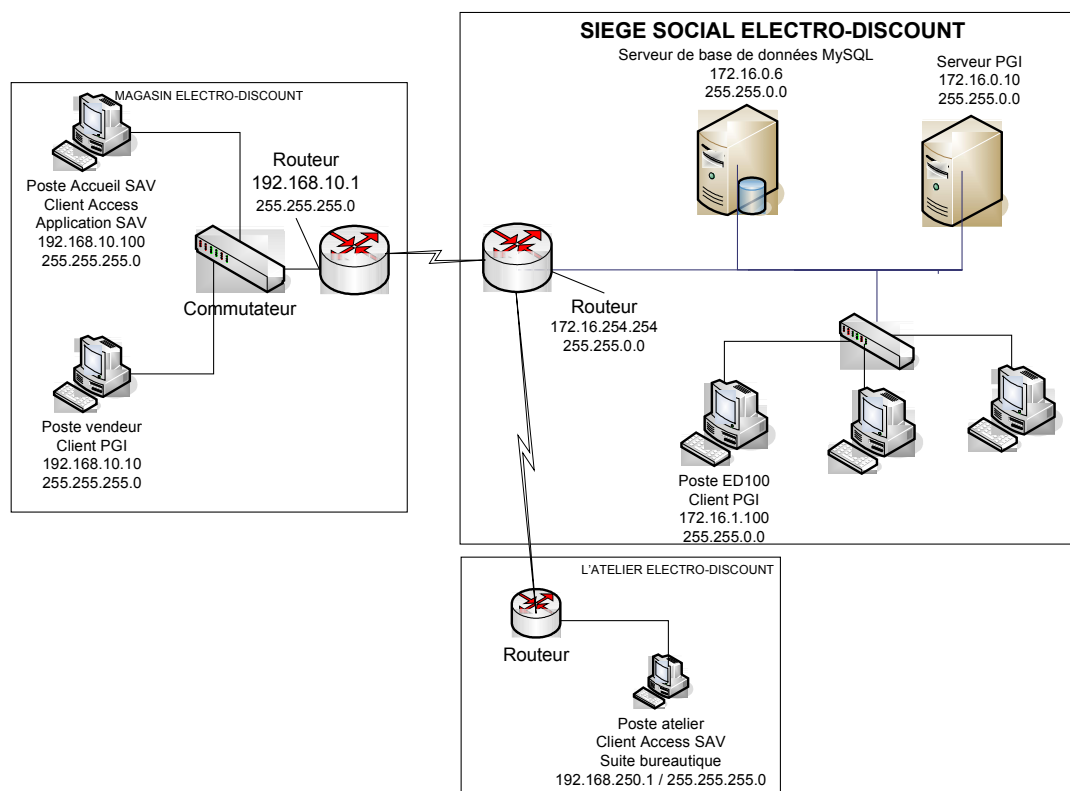 SIEGE SOCIAL ELECTRO-DISCOUNT
Serveur de base de données MySQL
172.16.0.6
255.255.0.0
Serveur PGI
172.16.0.10
255.255.0.0
MAGASIN ELECTRO-DISCOUNT
Poste Accueil SAV
Client Access
Application SAV
192.168.10.100
255.255.255.0
Routeur
192.168.10.1
255.255.255.0
Commutateur
Poste vendeur
Client PGI
192.168.10.10
255.255.255.0
Routeur
172.16.254.254
255.255.0.0
Poste ED100
Client PGI
172.16.1.100
255.255.0.0
L'ATELIER ELECTRO-DISCOUNT
Routeur
Poste atelier
Client Access SAV
Suite bureautique
192.168.250.1 / 255.255.255.0